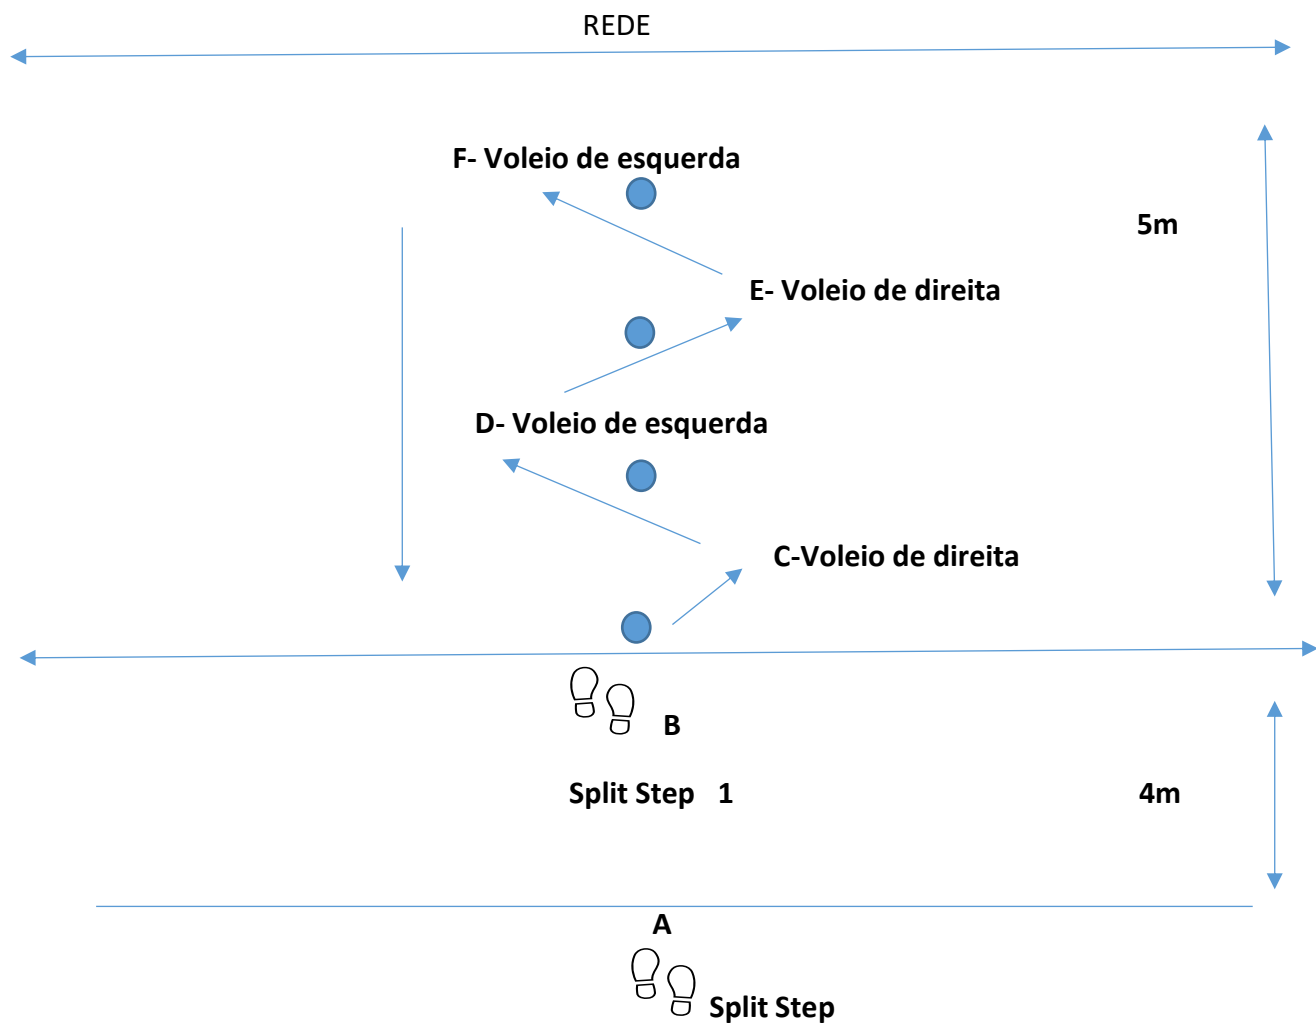 REDE
F- Voleio de esquerda
5m
E- Voleio de direita
D- Voleio de esquerda
C-Voleio de direita
B
Split Step 1
4m
A
Split Step